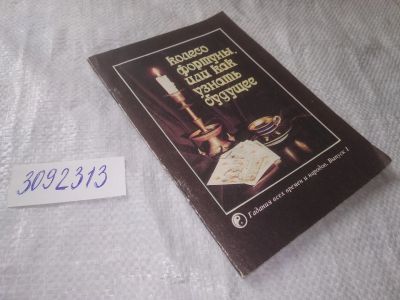 колесо
фортуны,
или как
узнать
будущее
Гадания всех времен и народов. Выпуск 1
3092313